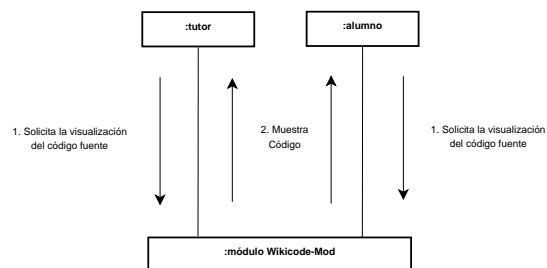 :tutor
:alumno
1. Solicita la visualización
del código fuente
2. Muestra
Código
1. Solicita la visualización
del código fuente
:módulo Wikicode-Mod